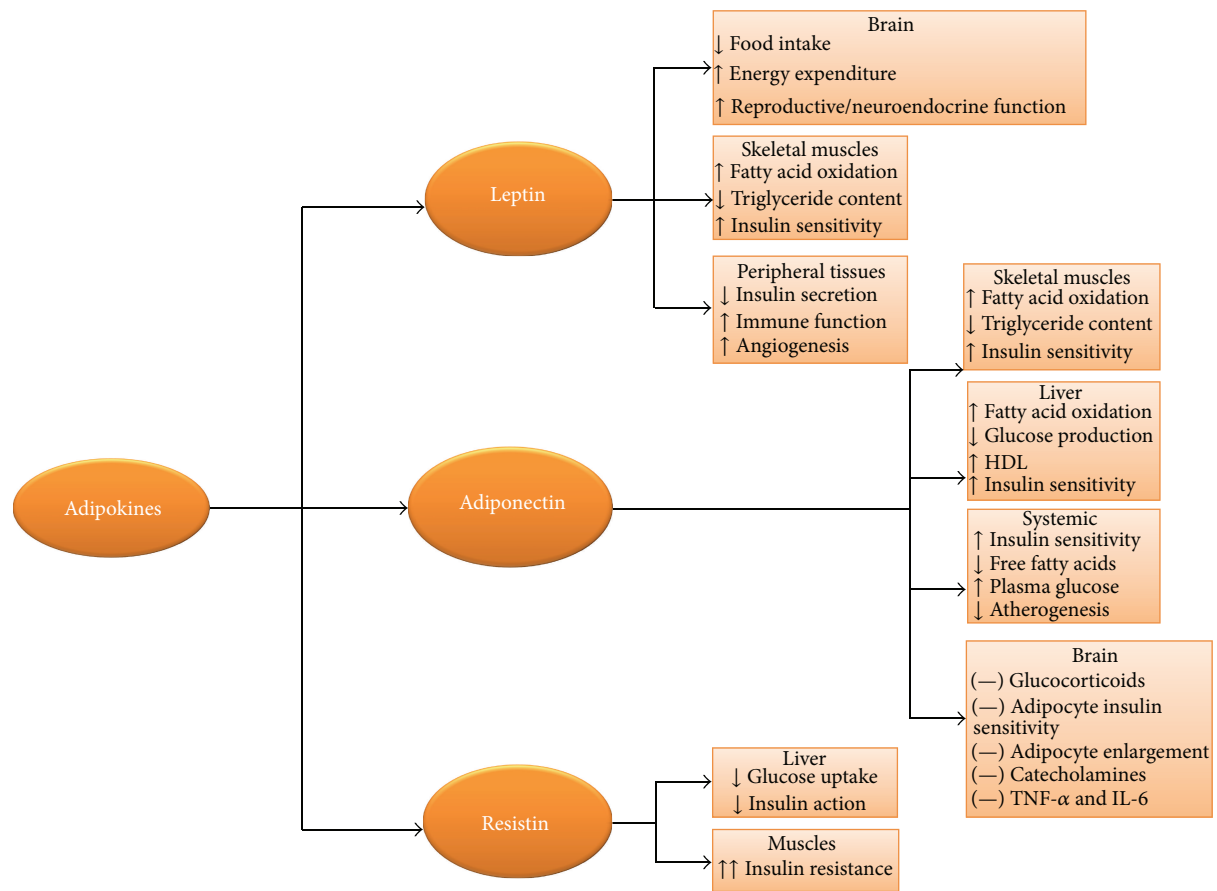 Adipokines
Leptin
Brain
↓ Food intake
↑ Energy expenditure
↑ Reproductive/neuroendocrine function
Skeletal muscles
↑ Fatty acid oxidation
↓ Triglyceride content
↑ Insulin sensitivity
Peripheral tissues
↓ Insulin secretion
↑ Immune function
↑ Angiogenesis
Adiponectin
Skeletal muscles
↑ Fatty acid oxidation
↓ Triglyceride content
↑ Insulin sensitivity
Liver
↑ Fatty acid oxidation
↓ Glucose production
↑ HDL
↑ Insulin sensitivity
Systemic
↑ Insulin sensitivity
↓ Free fatty acids
↑ Plasma glucose
↓ Atherogenesis
Brain
(—) Glucocorticoids
(—) Adipocyte insulin
sensitivity
(—) Adipocyte enlargement
(—) Catecholamines
(—) TNF-α and IL-6
Resistin
Liver
↓ Glucose uptake
↓ Insulin action
Muscles
↑↑ Insulin resistance